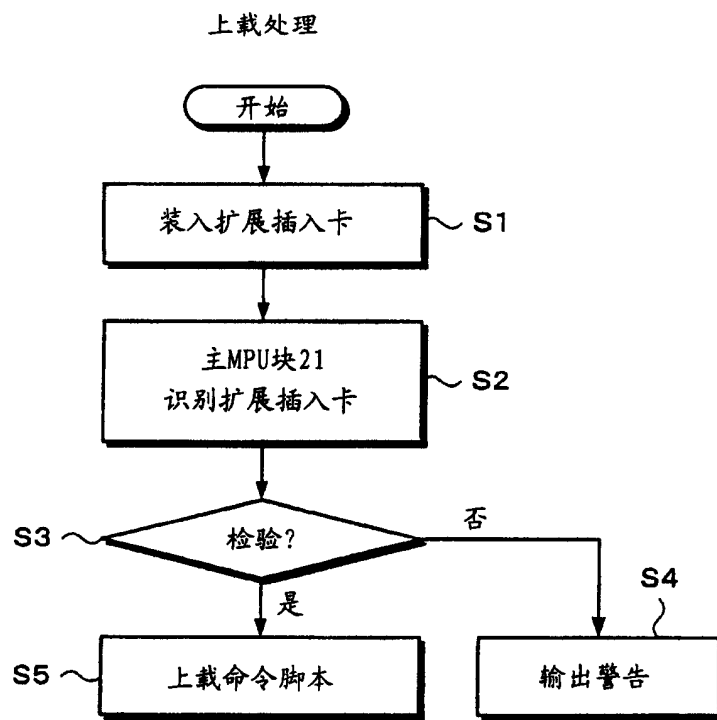 上载处理
开始
装入扩展插入卡
S1
主MPU块21
识别扩展插入卡
S2
S3
检验?
否
是
S4
S5
上载命令脚本
输出警告